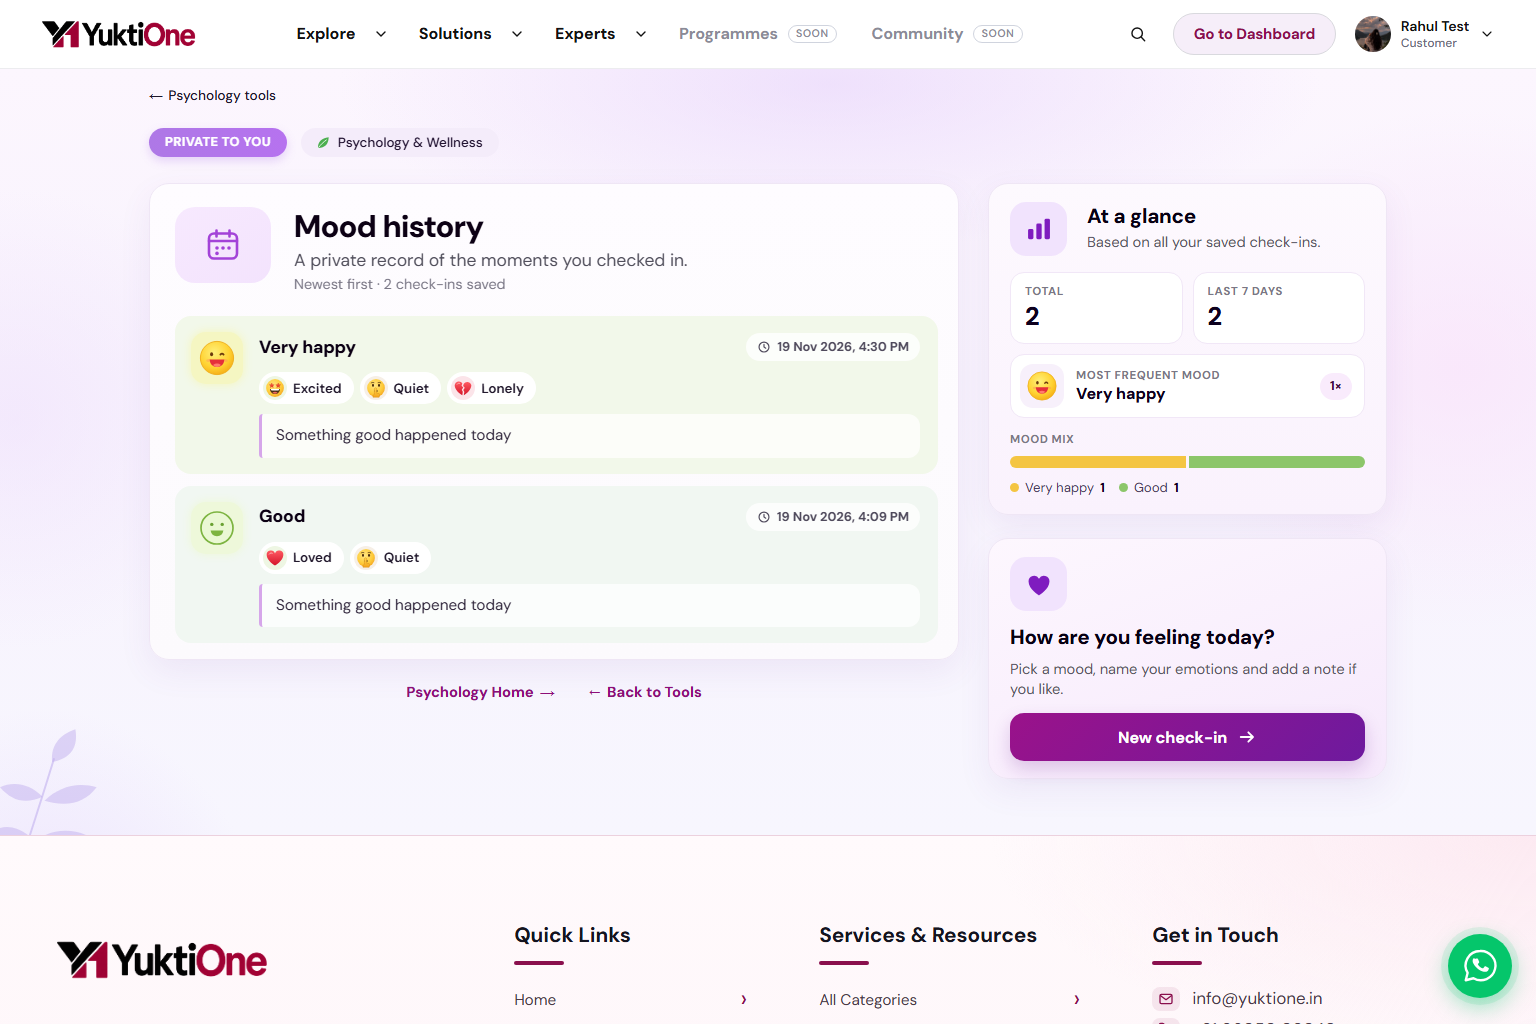 YuktiOne
Explore
Solutions
Experts
Programmes SOON
Community SOON
Go to Dashboard
Rahul Test
Customer
← Psychology tools
PRIVATE TO YOU
Psychology & Wellness
Mood history
A private record of the moments you checked in.
Newest first · 2 check-ins saved
Very happy
19 Nov 2026, 4:30 PM
Excited
Quiet
Lonely
Something good happened today
Good
19 Nov 2026, 4:09 PM
Loved
Quiet
Something good happened today
Psychology Home →
← Back to Tools
At a glance
Based on all your saved check-ins.
TOTAL
2
LAST 7 DAYS
2
MOST FREQUENT MOOD
Very happy
1×
MOOD MIX
Very happy 1
Good 1
How are you feeling today?
Pick a mood, name your emotions and add a note if
you like.
New check-in →
YuktiOne
Quick Links
Home
Services & Resources
All Categories
Get in Touch
info@yuktione.in